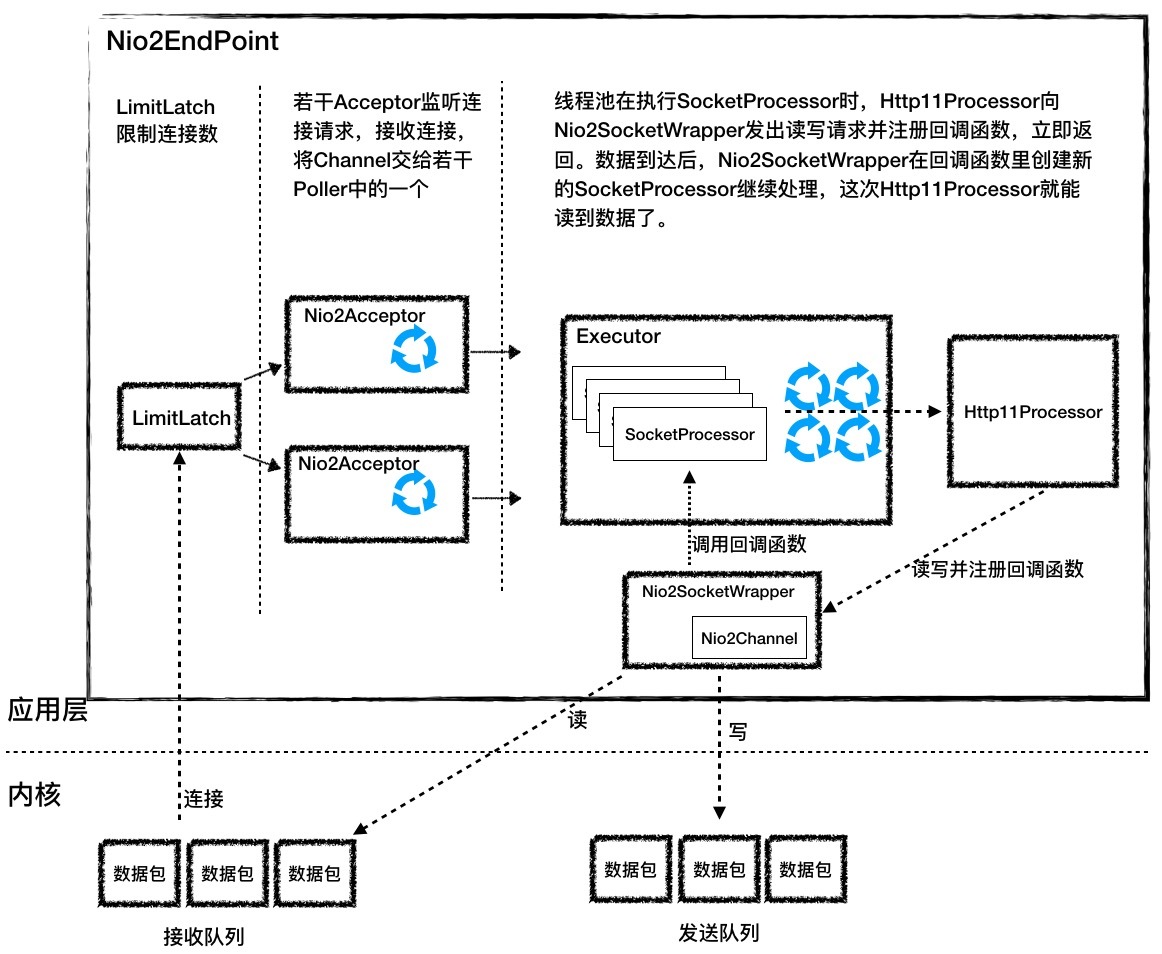 Nio2EndPoint
LimitLatch
限制连接数
若干Acceptor监听连
接请求，接收连接，
将Channel交给若干
Poller中的一个
线程池在执行SocketProcessor时，Http11Processor向
Nio2SocketWrapper发出读写请求并注册回调函数，立即返
回。数据到达后，Nio2SocketWrapper在回调函数里创建新
的SocketProcessor继续处理，这次Http11Processor就能
读到数据了。
Nio2Acceptor
Executor
LimitLatch
SocketProcessor
Http11Processor
Nio2Acceptor
调用回调函数
读写并注册回调函数
Nio2SocketWrapper
Nio2Channel
应用层
读
写
内核
连接
数据包
数据包
数据包
数据包
数据包
数据包
接收队列
发送队列